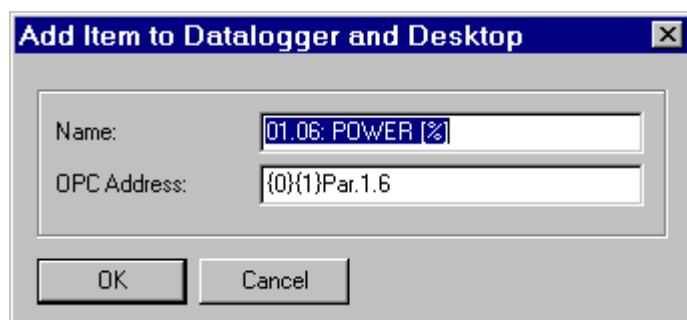 Add Item to Datalogger and Desktop
Name: 01.06: POWER [%]
OPC Address: {0}{1}Par.1.6
OK Cancel